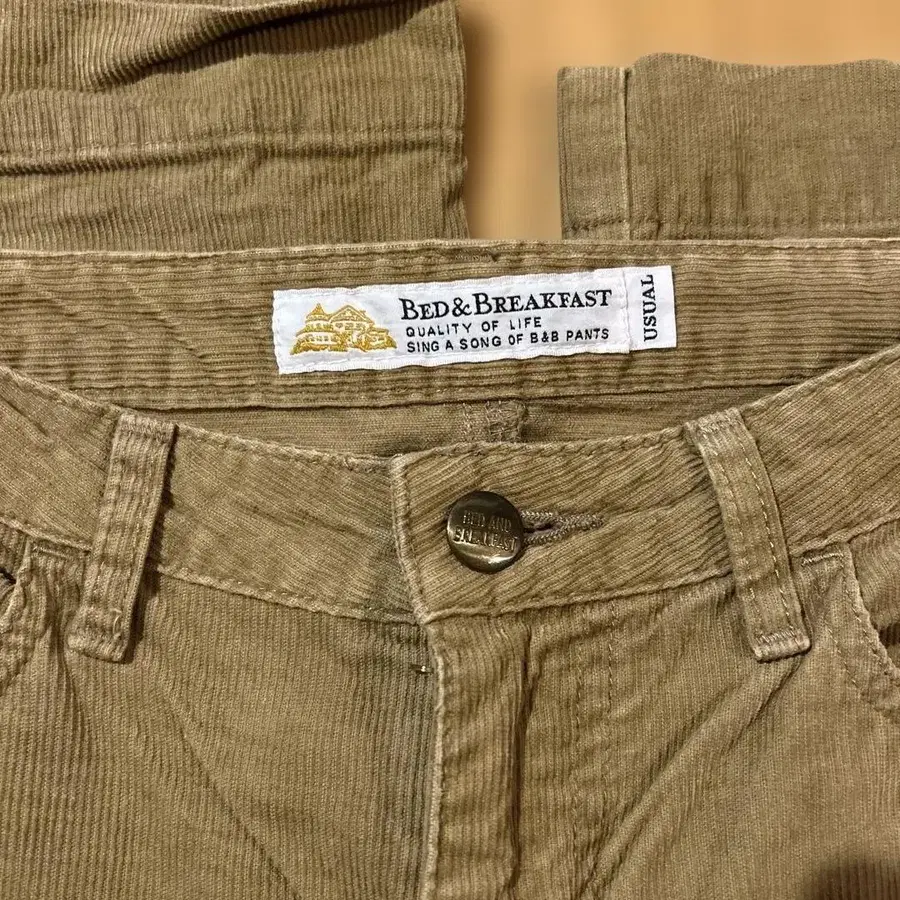 BED&BREAKFAST
QUALITY OF LIFE
SING A SONG OF B&B PANTS
USUAL
BED AND
BREAKFAST